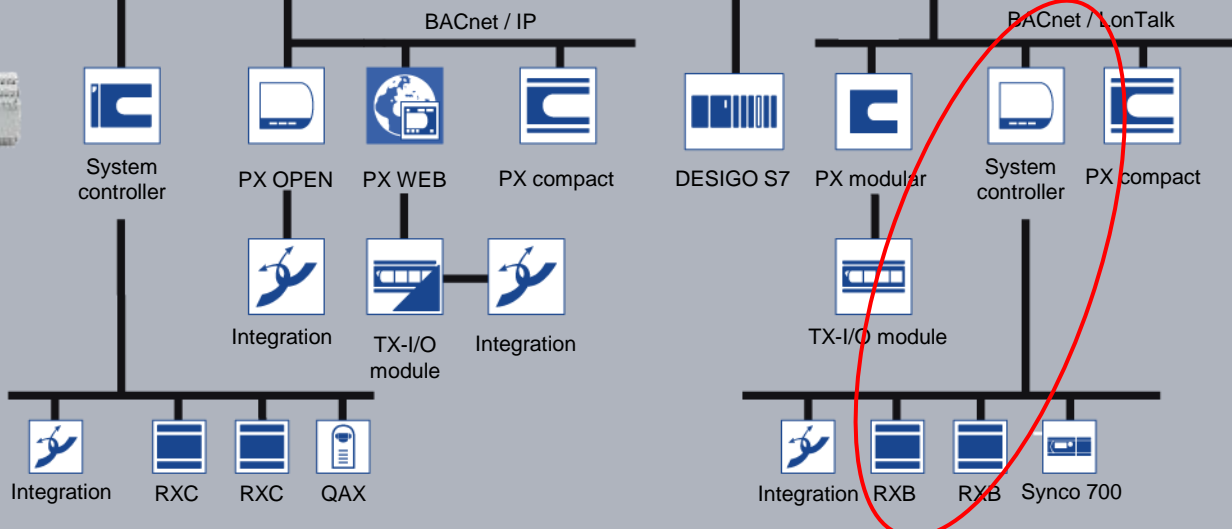 BACnet / IP
BACnet / LonTalk
System
controller
PX OPEN
PX WEB
PX compact
DESIGO S7
PX modular
System
controller
PX compact
Integration
TX-I/O
module
Integration
TX-I/O module
Integration
RXC
RXC
QAX
Integration
RXB
RXB
Synco 700